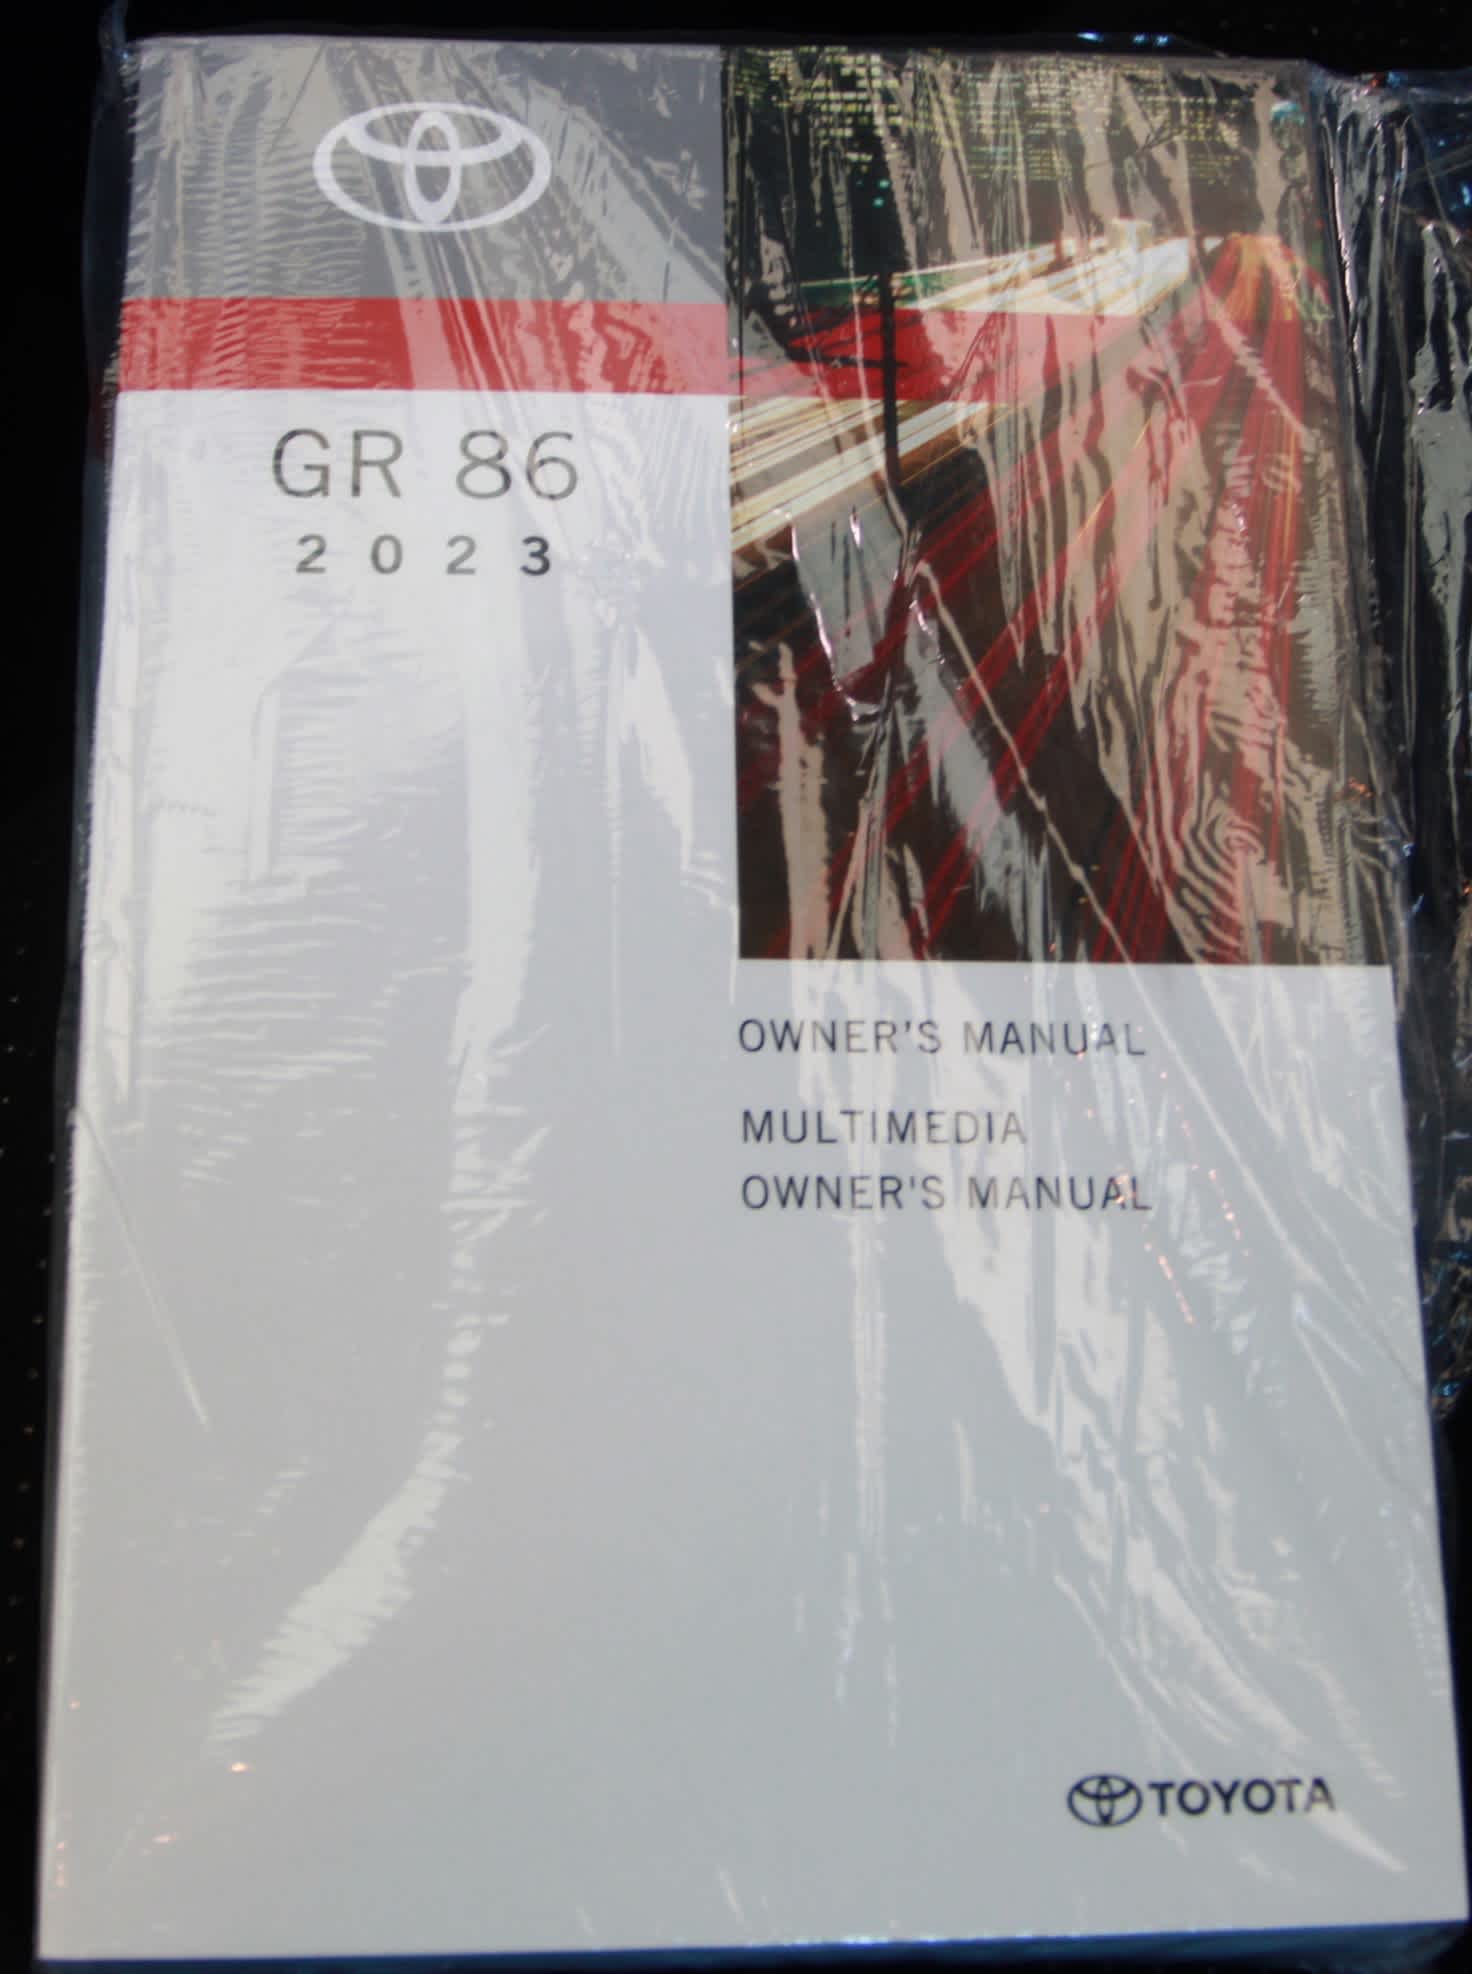 GR 86
2023
OWNER'S MANUAL
MULTIMEDIA
OWNER'S MANUAL
TOYOTA